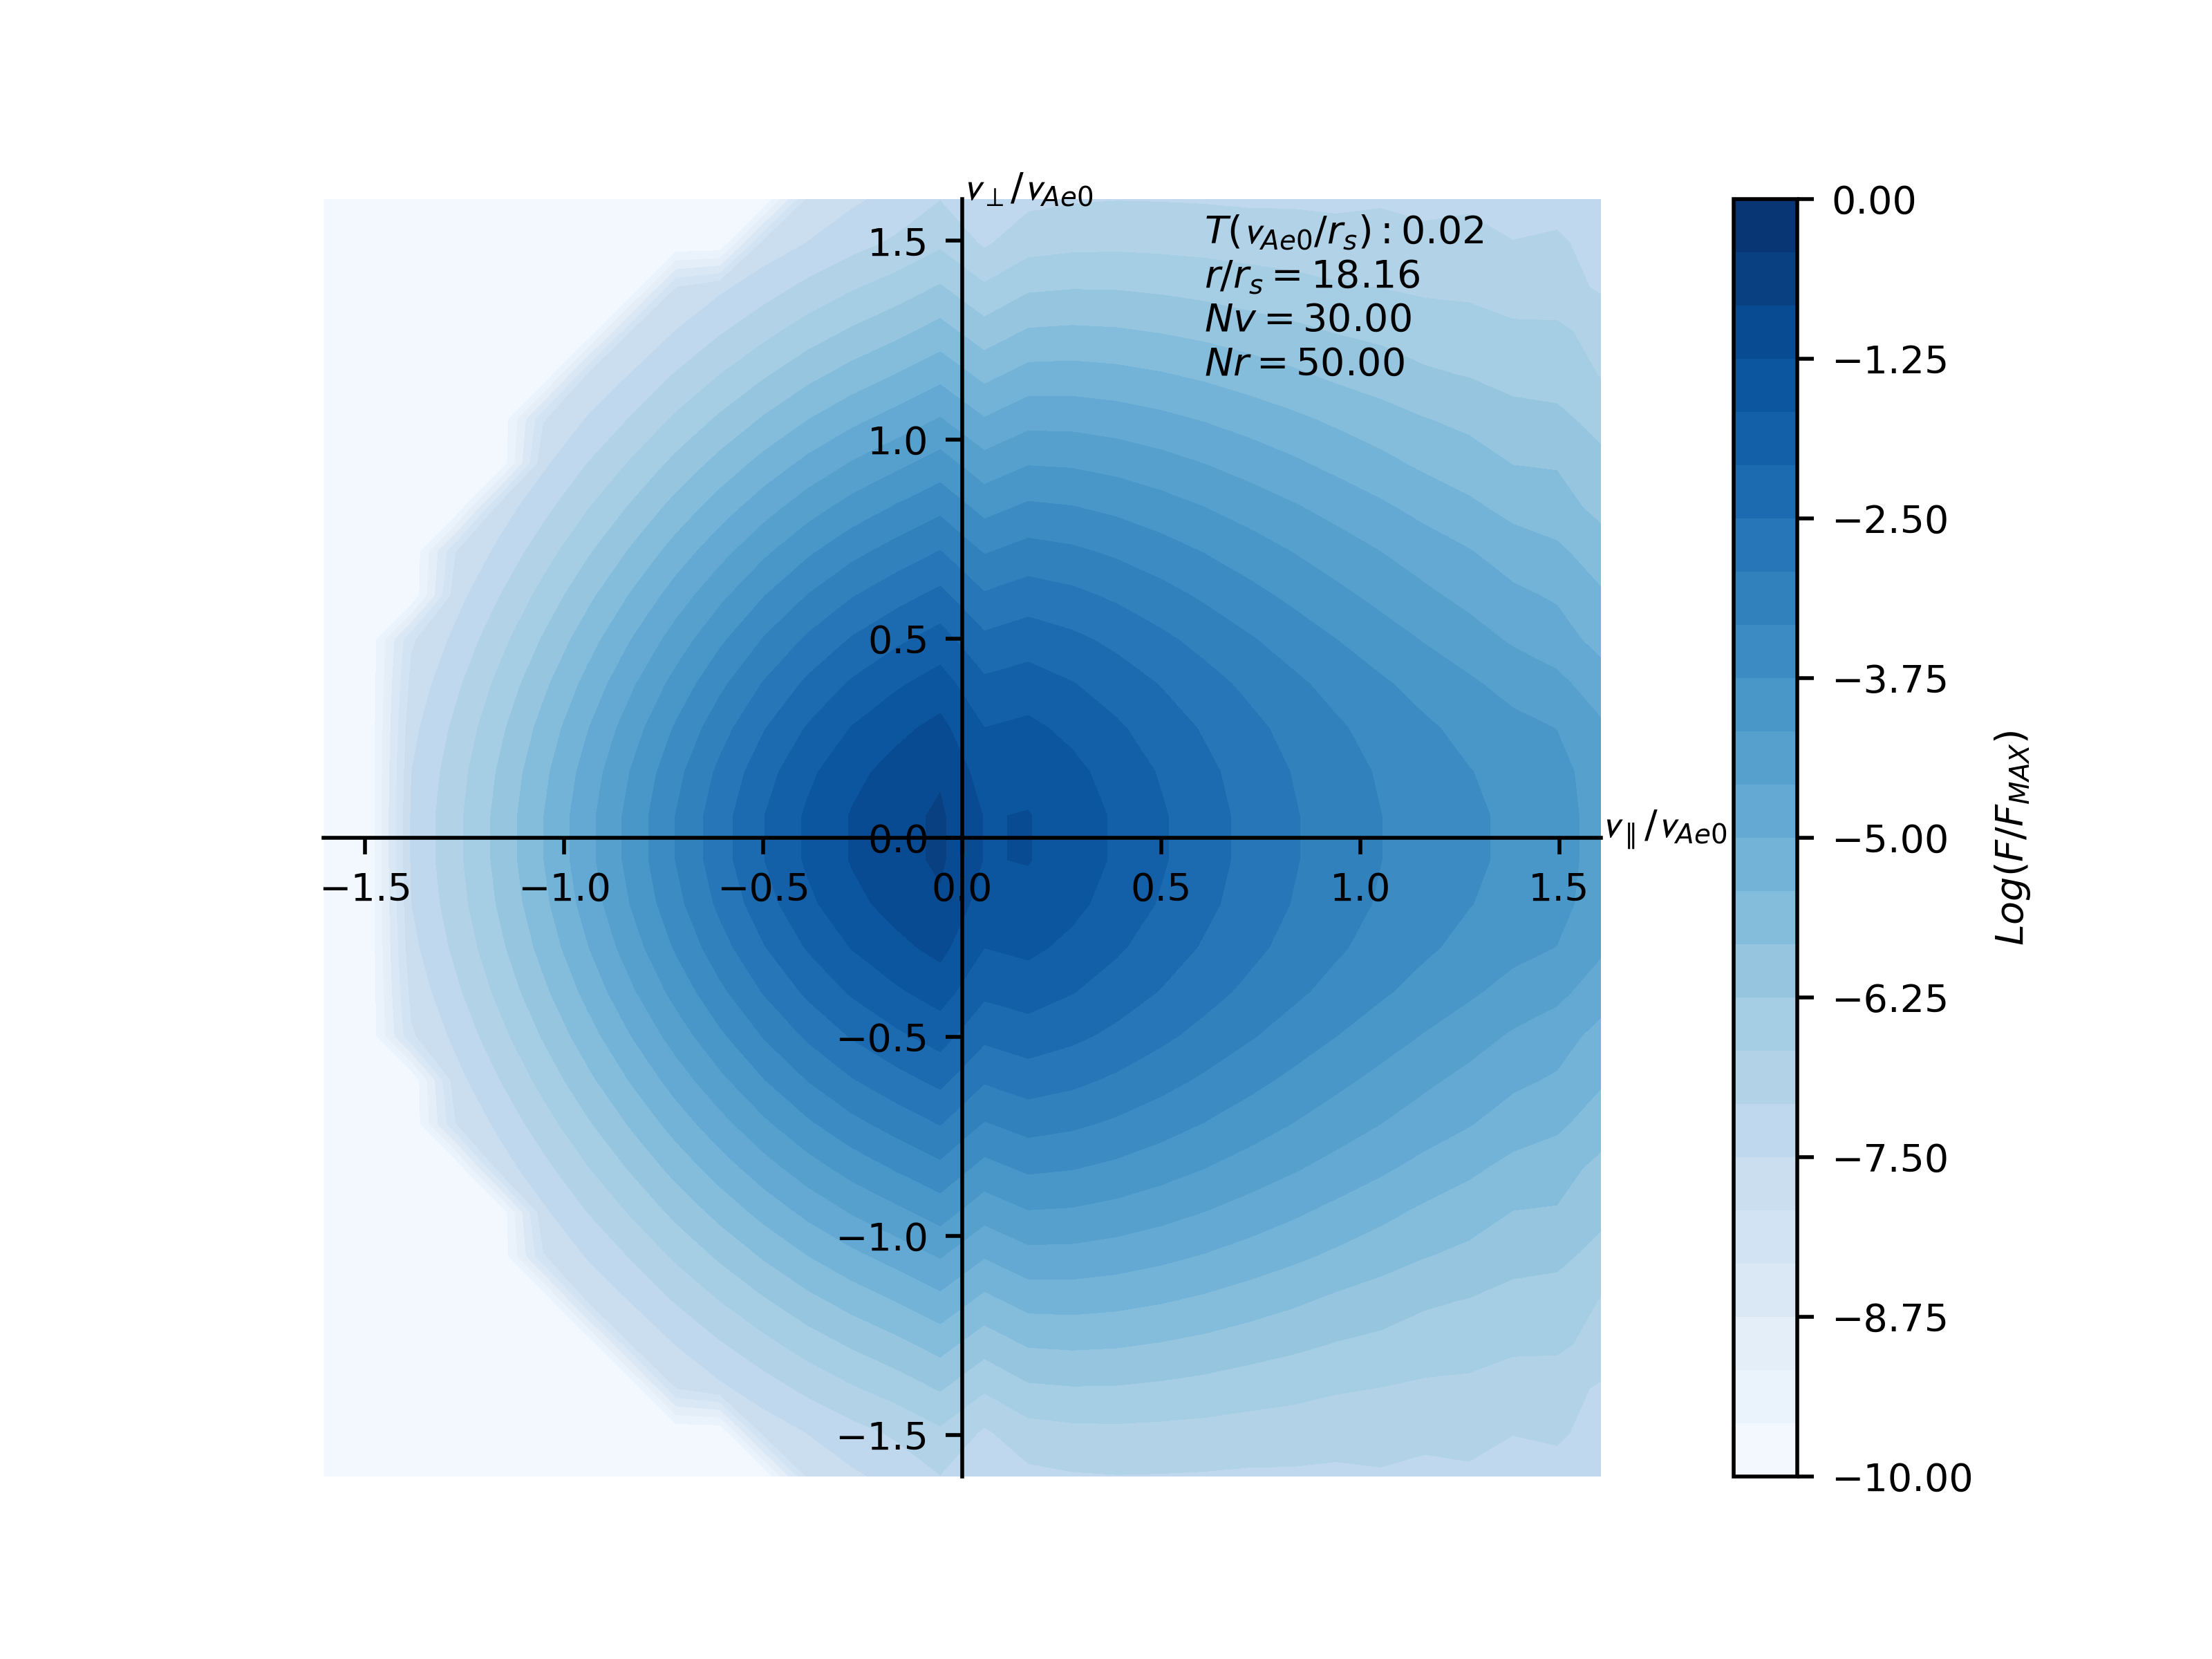 v⊥/vAe0
T(vAe0/rs) : 0.02
r/rs = 18.16
Nv = 30.00
Nr = 50.00
1.5
1.0
0.5
0.0
−0.5
−1.0
−1.5
v∥/vAe0
−1.5 −1.0 −0.5 0.0 0.5 1.0 1.5
0.00
−1.25
−2.50
−3.75
−5.00
−6.25
−7.50
−8.75
−10.00
Log(F/FMAX)